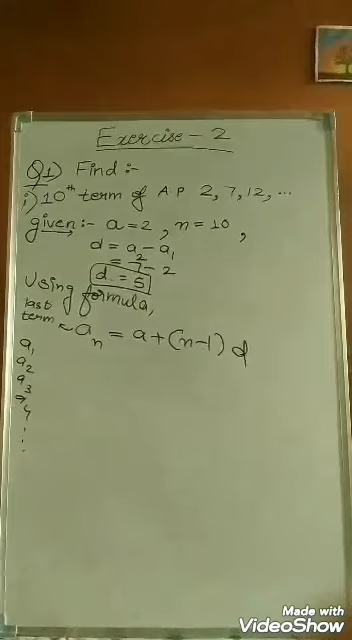 Exercise - 2
Q1) Find :-
i) 10th term of A.P 2, 7, 12, ...
given :- a = 2, n = 10,
d = a2 - a1
= 7 - 2
d = 5
Using formula,
last term ← an = a + (n-1) d
a1
a2
a3
a4
⋮
Made with
VideoShow